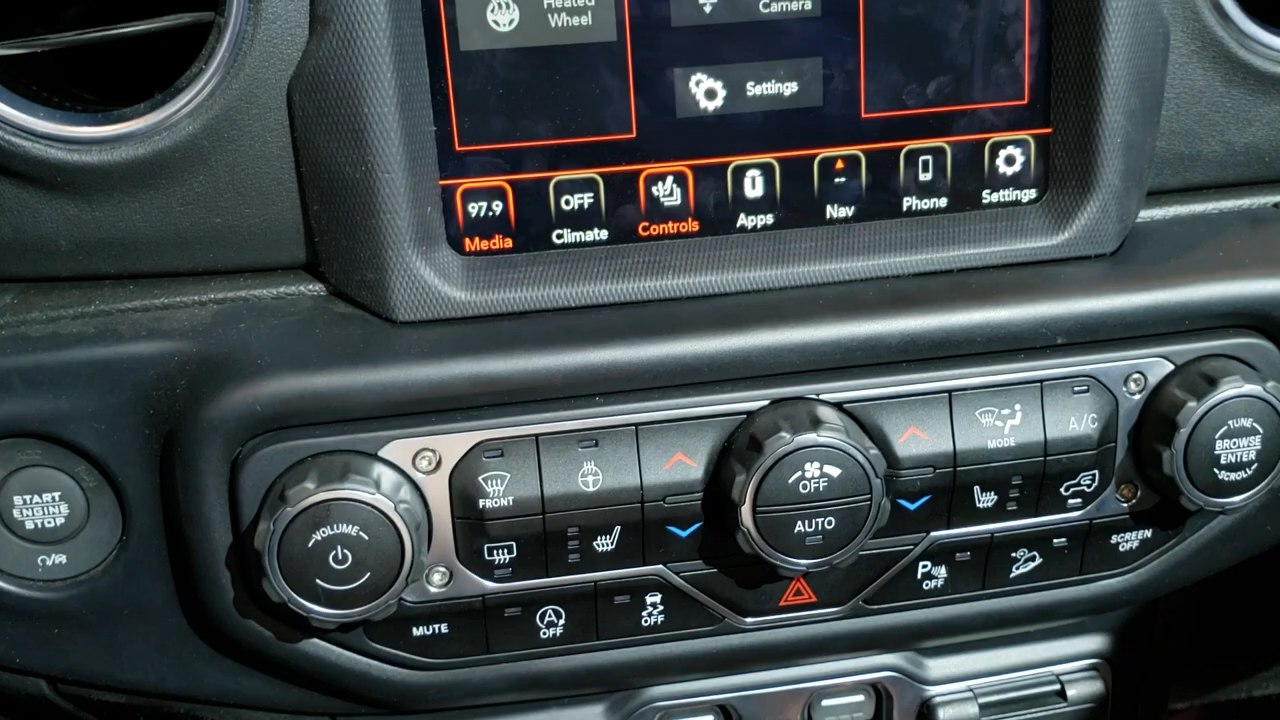 Heated
Wheel
Camera
Settings
97.9
Media
OFF
Climate
Controls
Apps
--
Nav
Phone
Settings
START
ENGINE
STOP
VOLUME
FRONT
OFF
AUTO
MODE
A/C
TUNE
BROWSE
ENTER
SCROLL
MUTE
A
OFF
OFF
P
OFF
SCREEN
OFF